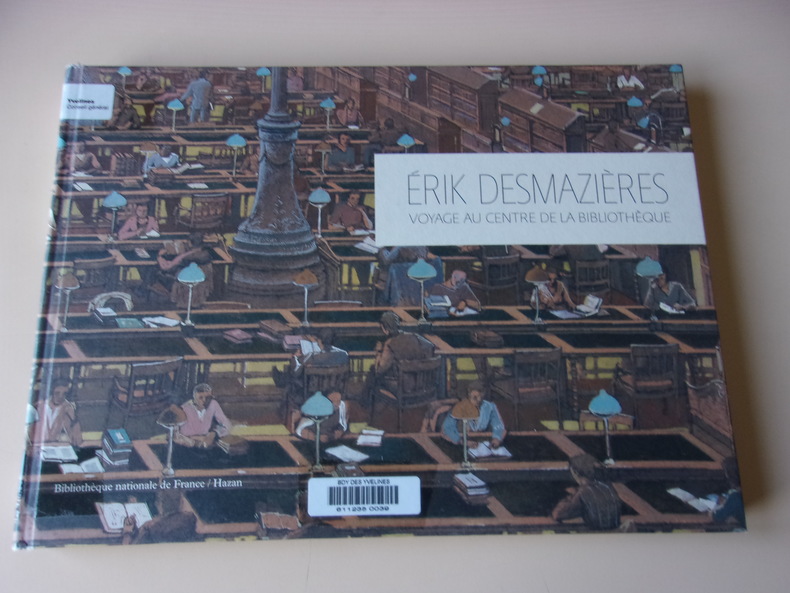 Yvelines
Conseil général
ÉRIK DESMAZIÈRES
VOYAGE AU CENTRE DE LA BIBLIOTHÈQUE
Bibliothèque nationale de France / Hazan
BDY DES YVELINES
611235 0039